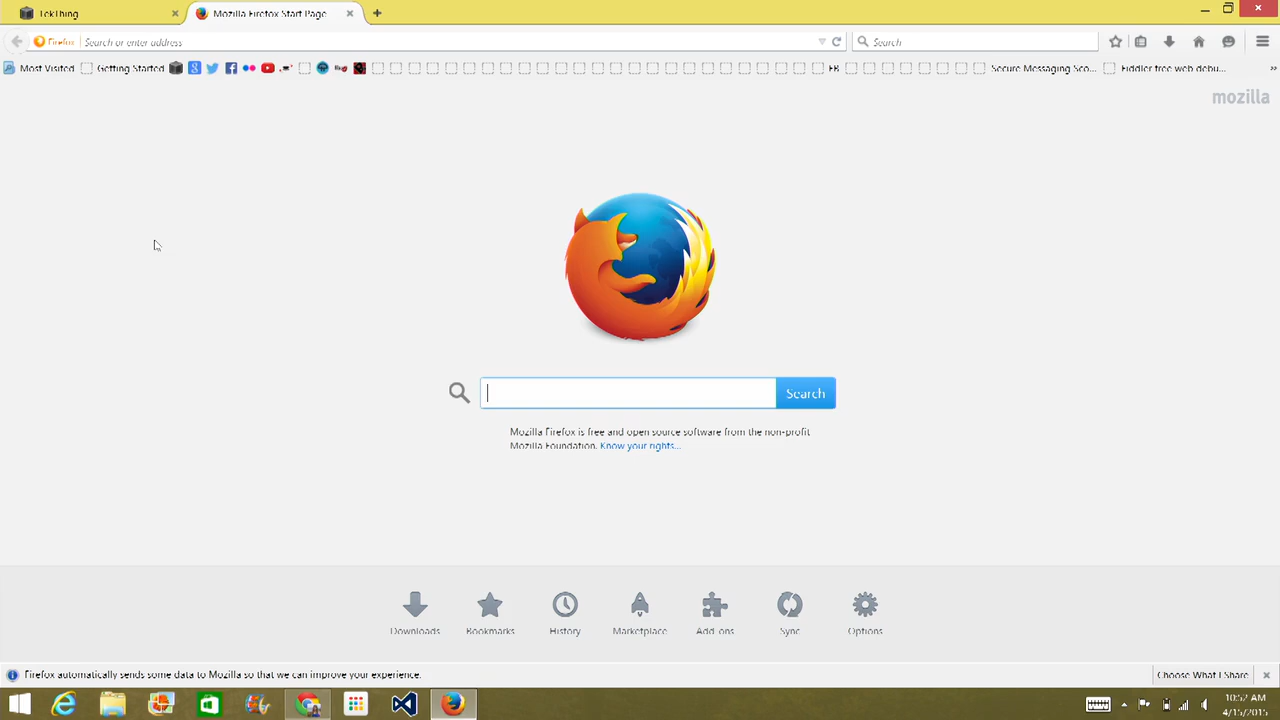 TekThing
Mozilla Firefox Start Page
Firefox
Search or enter address
Search
Most Visited
Getting Started
FB
Secure Messaging Sco...
Fiddler free web debu...
mozilla
Search
Mozilla Firefox is free and open source software from the non-profit
Mozilla Foundation. Know your rights...
Downloads
Bookmarks
History
Marketplace
Add-ons
Sync
Options
Firefox automatically sends some data to Mozilla so that we can improve your experience.
Choose What I Share
10:52 AM
4/15/2015